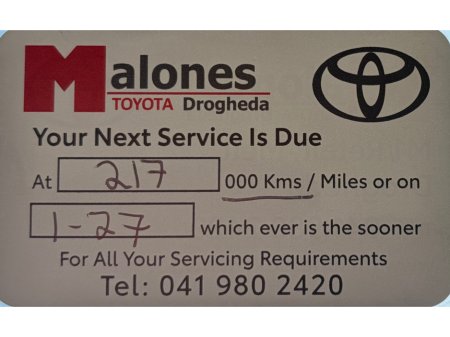 Malones
TOYOTA Drogheda
Your Next Service Is Due
At 217 000 Kms / Miles or on
1-27 which ever is the sooner
For All Your Servicing Requirements
Tel: 041 980 2420